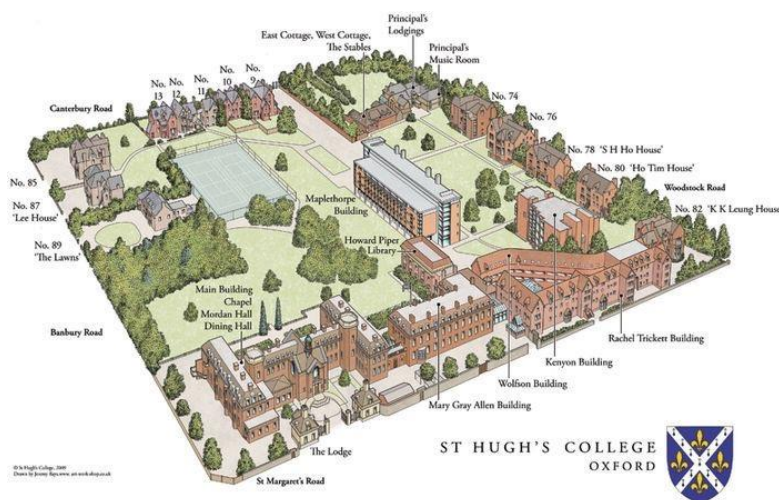 Principal's
Lodgings
East Cottage, West Cottage,
The Stables
Principal's
Music Room
No.
9
No.
10
No.
11
No.
12
No.
13
No. 74
No. 76
No. 78 'S H Ho House'
No. 80 'Ho Tim House'
Woodstock Road
No. 82 'K K Leung House'
Canterbury Road
No. 85
No. 87
'Lee House'
No. 89
'The Lawns'
Maplethorpe
Building
Howard Piper
Library
Main Building
Chapel
Mordan Hall
Dining Hall
Banbury Road
Rachel Trickett Building
Kenyon Building
Wolfson Building
Mary Gray Allen Building
The Lodge
St Margaret's Road
ST HUGH'S COLLEGE
OXFORD
© St Hugh's College, 2009